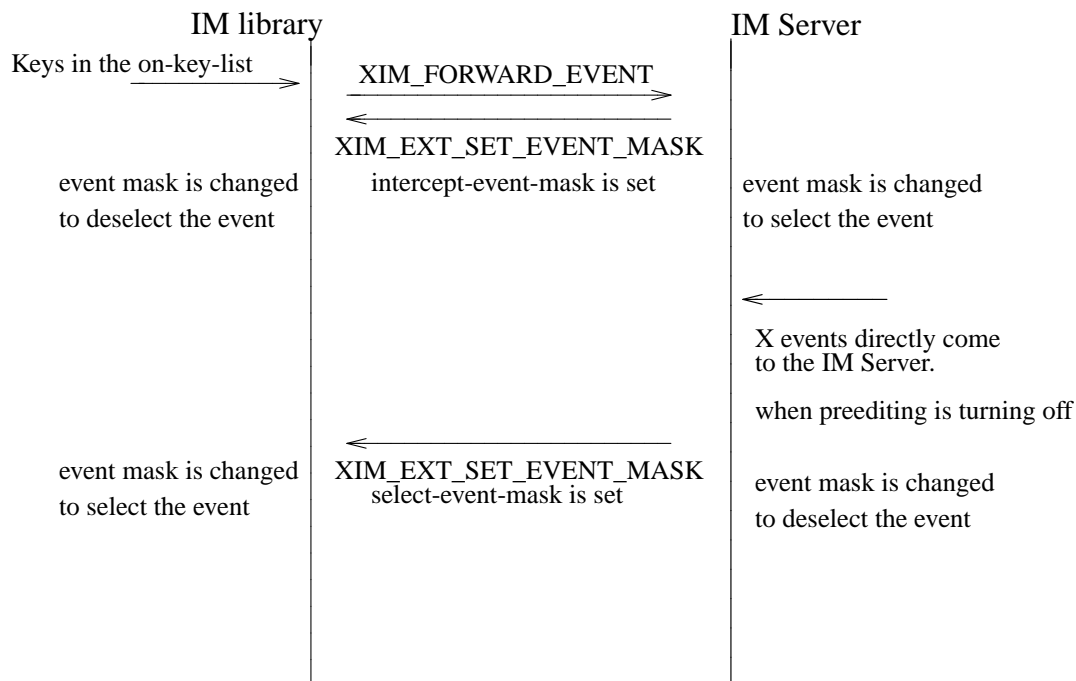 IM library
IM Server
Keys in the on-key-list
XIM_FORWARD_EVENT
XIM_EXT_SET_EVENT_MASK
intercept-event-mask is set
event mask is changed
to deselect the event
event mask is changed
to select the event
X events directly come
to the IM Server.
when preediting is turning off
XIM_EXT_SET_EVENT_MASK
select-event-mask is set
event mask is changed
to select the event
event mask is changed
to deselect the event